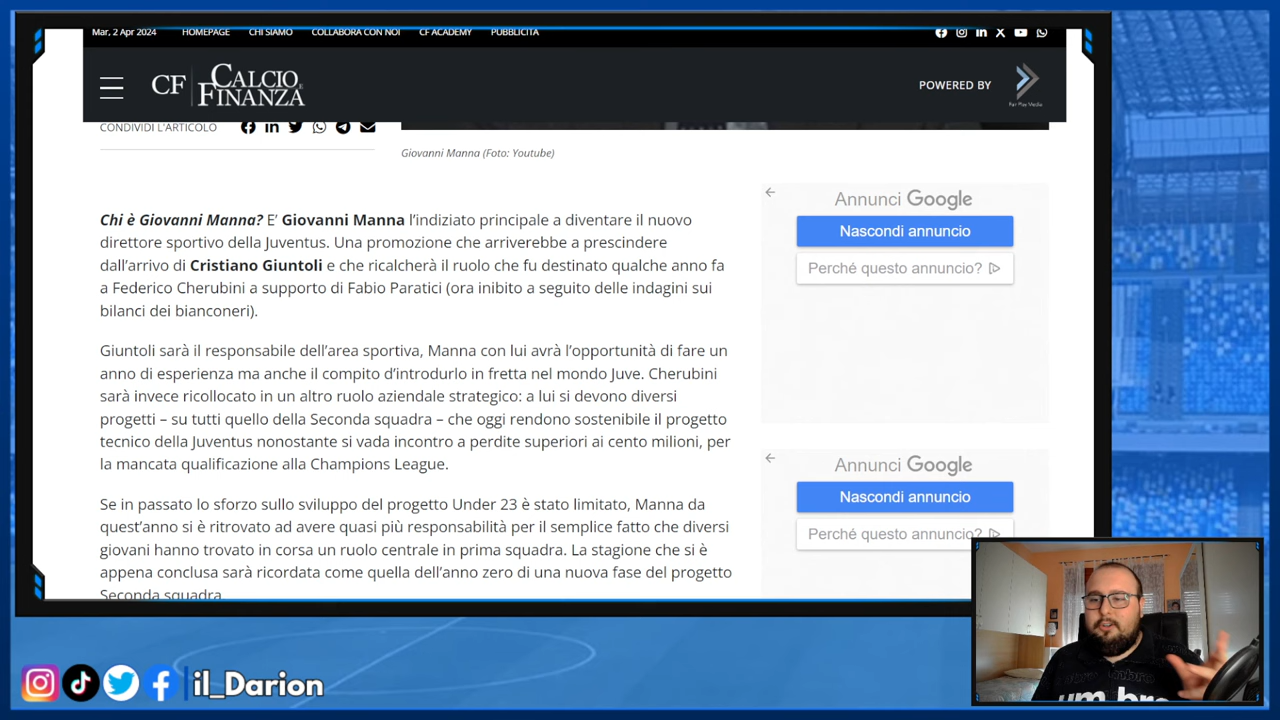 Mar, 2 Apr 2024
HOMEPAGE
CHI SIAMO
COLLABORA CON NOI
CF ACADEMY
PUBBLICITÀ
CF CALCIO E FINANZA
POWERED BY
Fair Play Media
CONDIVIDI L'ARTICOLO
Giovanni Manna (Foto: Youtube)
Chi è Giovanni Manna? E' Giovanni Manna l'indiziato principale a diventare il nuovo
direttore sportivo della Juventus. Una promozione che arriverebbe a prescindere
dall'arrivo di Cristiano Giuntoli e che ricalcherà il ruolo che fu destinato qualche anno fa
a Federico Cherubini a supporto di Fabio Paratici (ora inibito a seguito delle indagini sui
bilanci dei bianconeri).
Giuntoli sarà il responsabile dell'area sportiva, Manna con lui avrà l'opportunità di fare un
anno di esperienza ma anche il compito d'introdurlo in fretta nel mondo Juve. Cherubini
sarà invece ricollocato in un altro ruolo aziendale strategico: a lui si devono diversi
progetti – su tutti quello della Seconda squadra – che oggi rendono sostenibile il progetto
tecnico della Juventus nonostante si vada incontro a perdite superiori ai cento milioni, per
la mancata qualificazione alla Champions League.
Se in passato lo sforzo sullo sviluppo del progetto Under 23 è stato limitato, Manna da
quest'anno si è ritrovato ad avere quasi più responsabilità per il semplice fatto che diversi
giovani hanno trovato in corsa un ruolo centrale in prima squadra. La stagione che si è
appena conclusa sarà ricordata come quella dell'anno zero di una nuova fase del progetto
Seconda squadra.
Annunci Google
Nascondi annuncio
Perché questo annuncio?
Annunci Google
Nascondi annuncio
Perché questo annuncio?
umbro
il_Darion